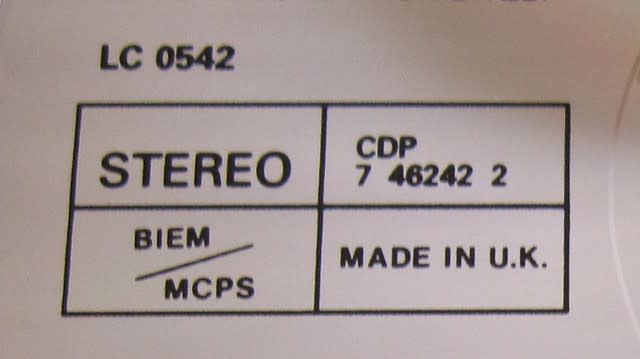 LC 0542
STEREO
CDP
7 46242 2
BIEM
MCPS
MADE IN U.K.